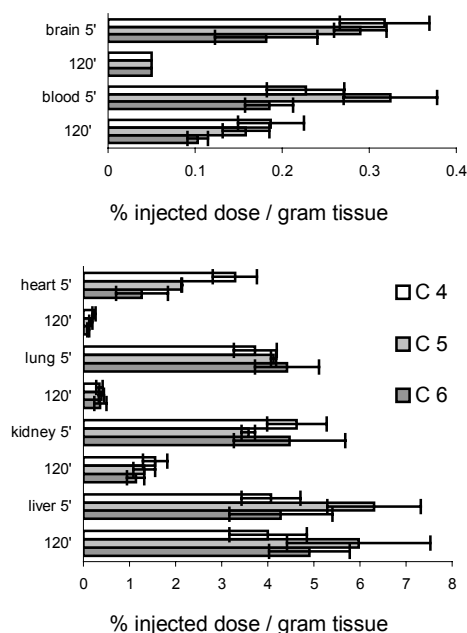 brain 5'
120'
blood 5'
120'
0 0.1 0.2 0.3 0.4
% injected dose / gram tissue
heart 5'
120'
lung 5'
120'
kidney 5'
120'
liver 5'
120'
C 4
C 5
C 6
0 1 2 3 4 5 6 7 8
% injected dose / gram tissue